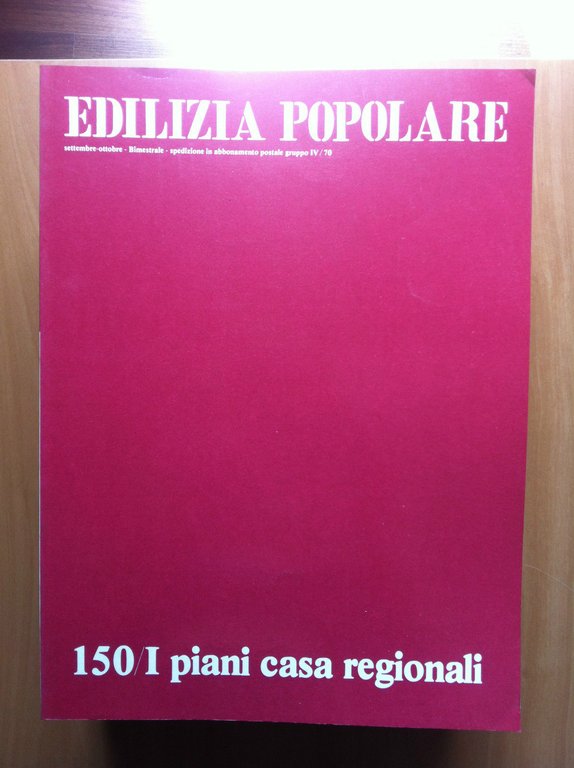 EDILIZIA POPOLARE
settembre-ottobre - Bimestrale - spedizione in abbonamento postale gruppo IV/70
150/I piani casa regionali